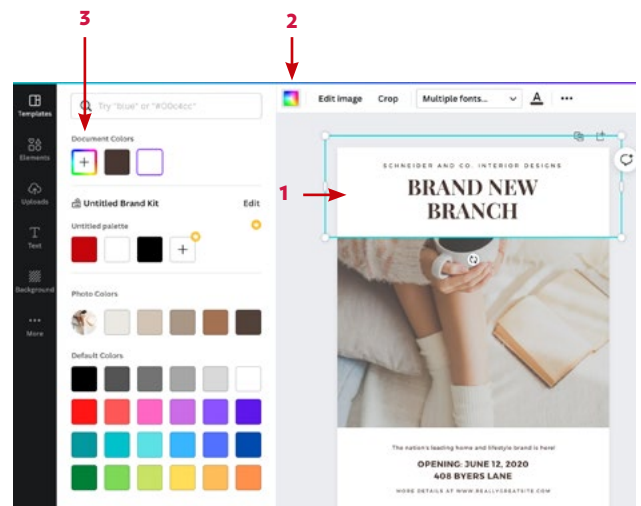 3
2
Templates
Elements
Uploads
Text
Background
More
Try "blue" or "#00c4cc"
Document Colors
Untitled Brand Kit Edit
Untitled palette
Photo Colors
Default Colors
Edit image Crop Multiple fonts... A
1
SCHNEIDER AND CO. INTERIOR DESIGNS
BRAND NEW
BRANCH
The nation's leading home and lifestyle brand is here!
OPENING: JUNE 12, 2020
408 BYERS LANE
MORE DETAILS AT WWW.REALLYGREATSITE.COM